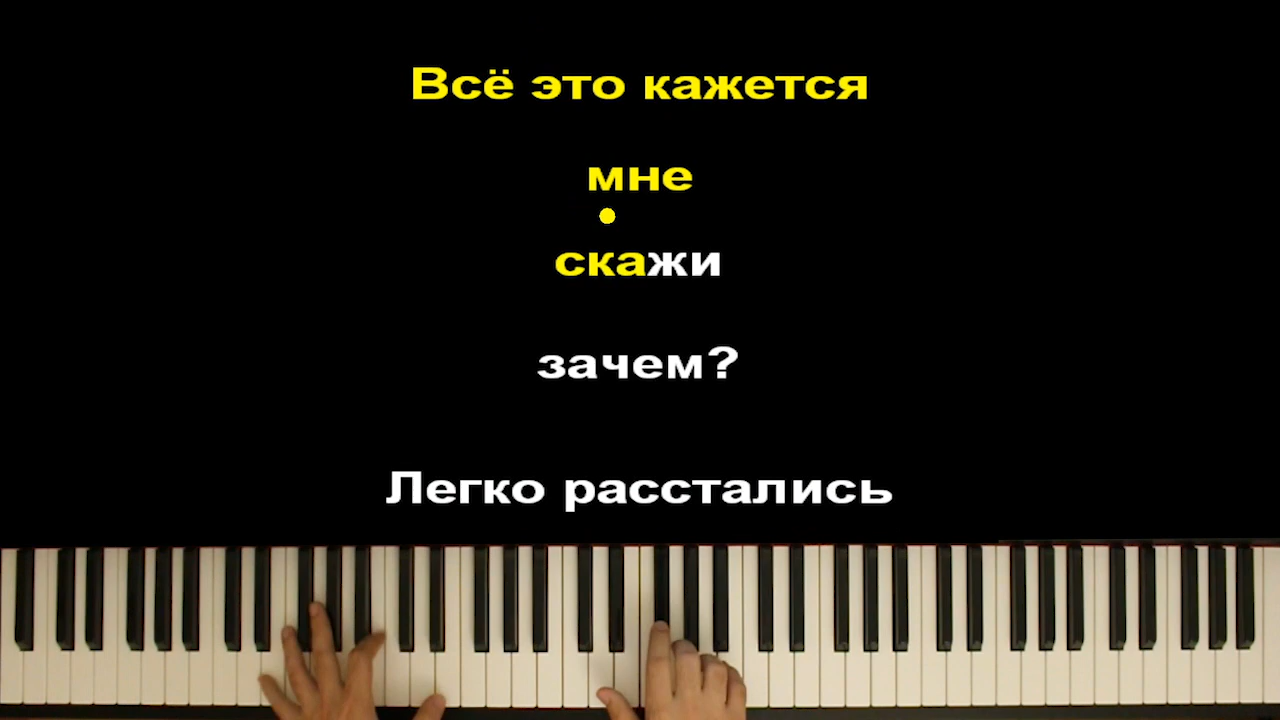 Всё это кажется
мне
скажи
зачем?
Легко расстались